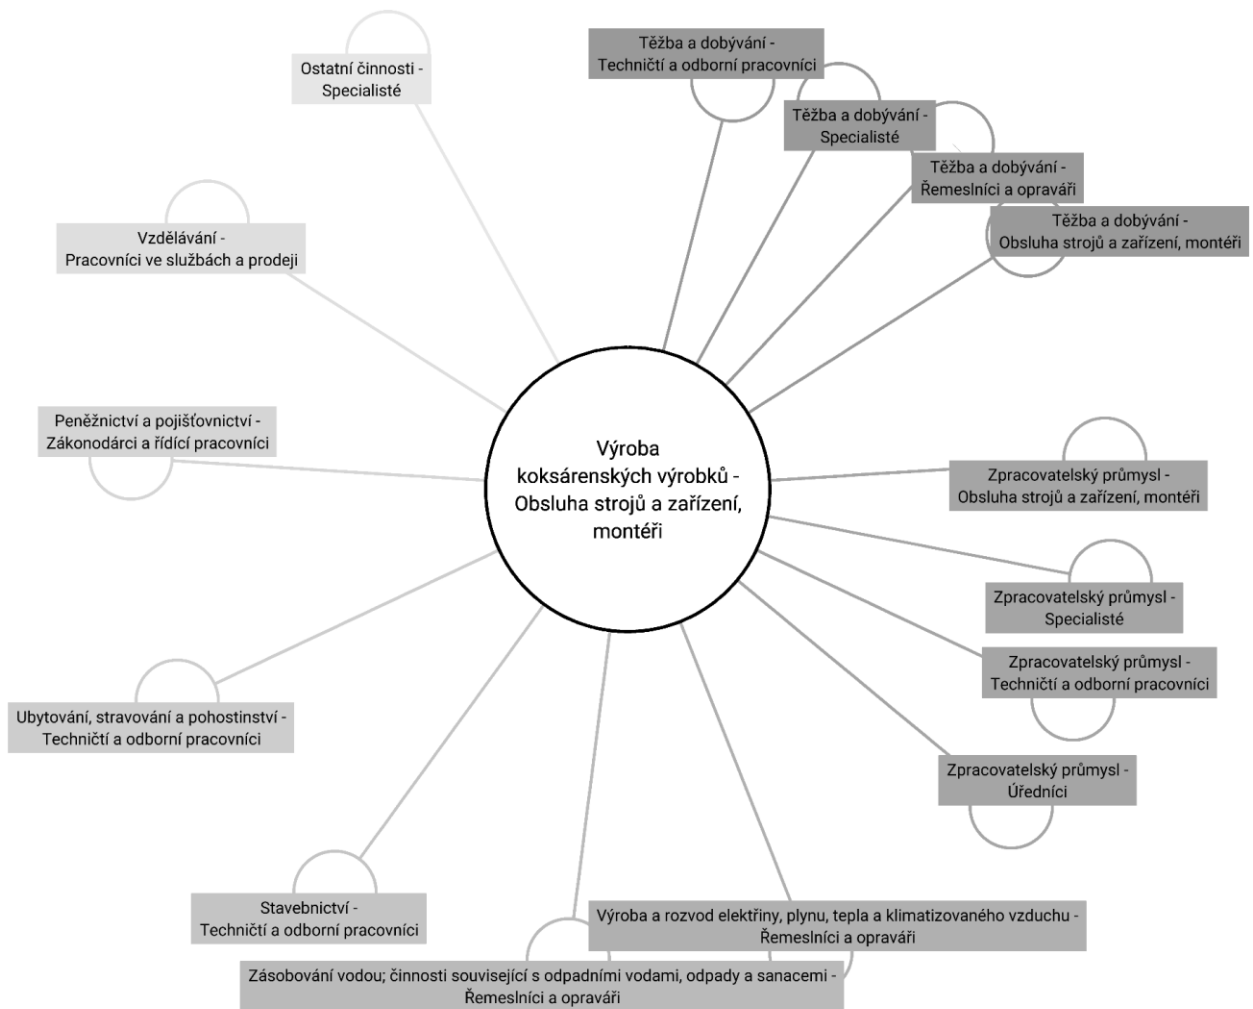 Těžba a dobývání -
Techničtí a odborní pracovníci
Ostatní činnosti -
Specialisté
Těžba a dobývání -
Specialisté
Těžba a dobývání -
Řemeslníci a opraváři
Těžba a dobývání -
Obsluha strojů a zařízení, montéři
Vzdělávání -
Pracovníci ve službách a prodeji
Peněžnictví a pojišťovnictví -
Zákonodárci a řídící pracovníci
Výroba
koksárenských výrobků -
Obsluha strojů a zařízení,
montéři
Zpracovatelský průmysl -
Obsluha strojů a zařízení, montéři
Zpracovatelský průmysl -
Specialisté
Zpracovatelský průmysl -
Techničtí a odborní pracovníci
Ubytování, stravování a pohostinství -
Techničtí a odborní pracovníci
Zpracovatelský průmysl -
Úředníci
Stavebnictví -
Techničtí a odborní pracovníci
Výroba a rozvod elektřiny, plynu, tepla a klimatizovaného vzduchu -
Řemeslníci a opraváři
Zásobování vodou; činnosti související s odpadními vodami, odpady a sanacemi -
Řemeslníci a opraváři